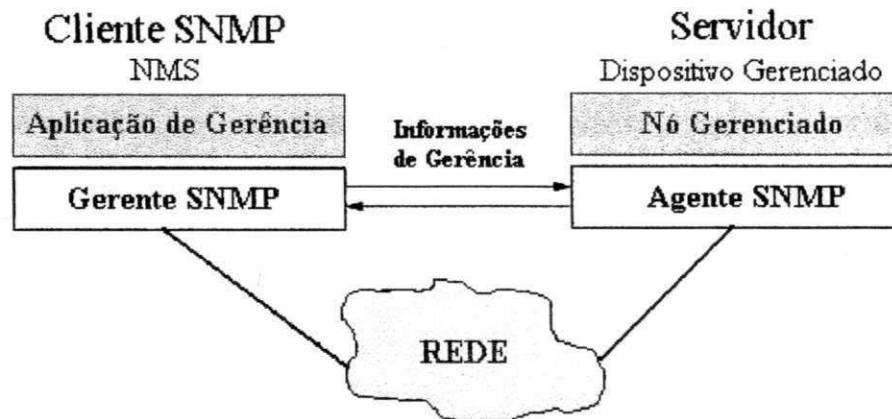 Cliente SNMP
NMS
Aplicação de Gerência
Gerente SNMP
Informações
de Gerência
Servidor
Dispositivo Gerenciado
Nó Gerenciado
Agente SNMP
REDE